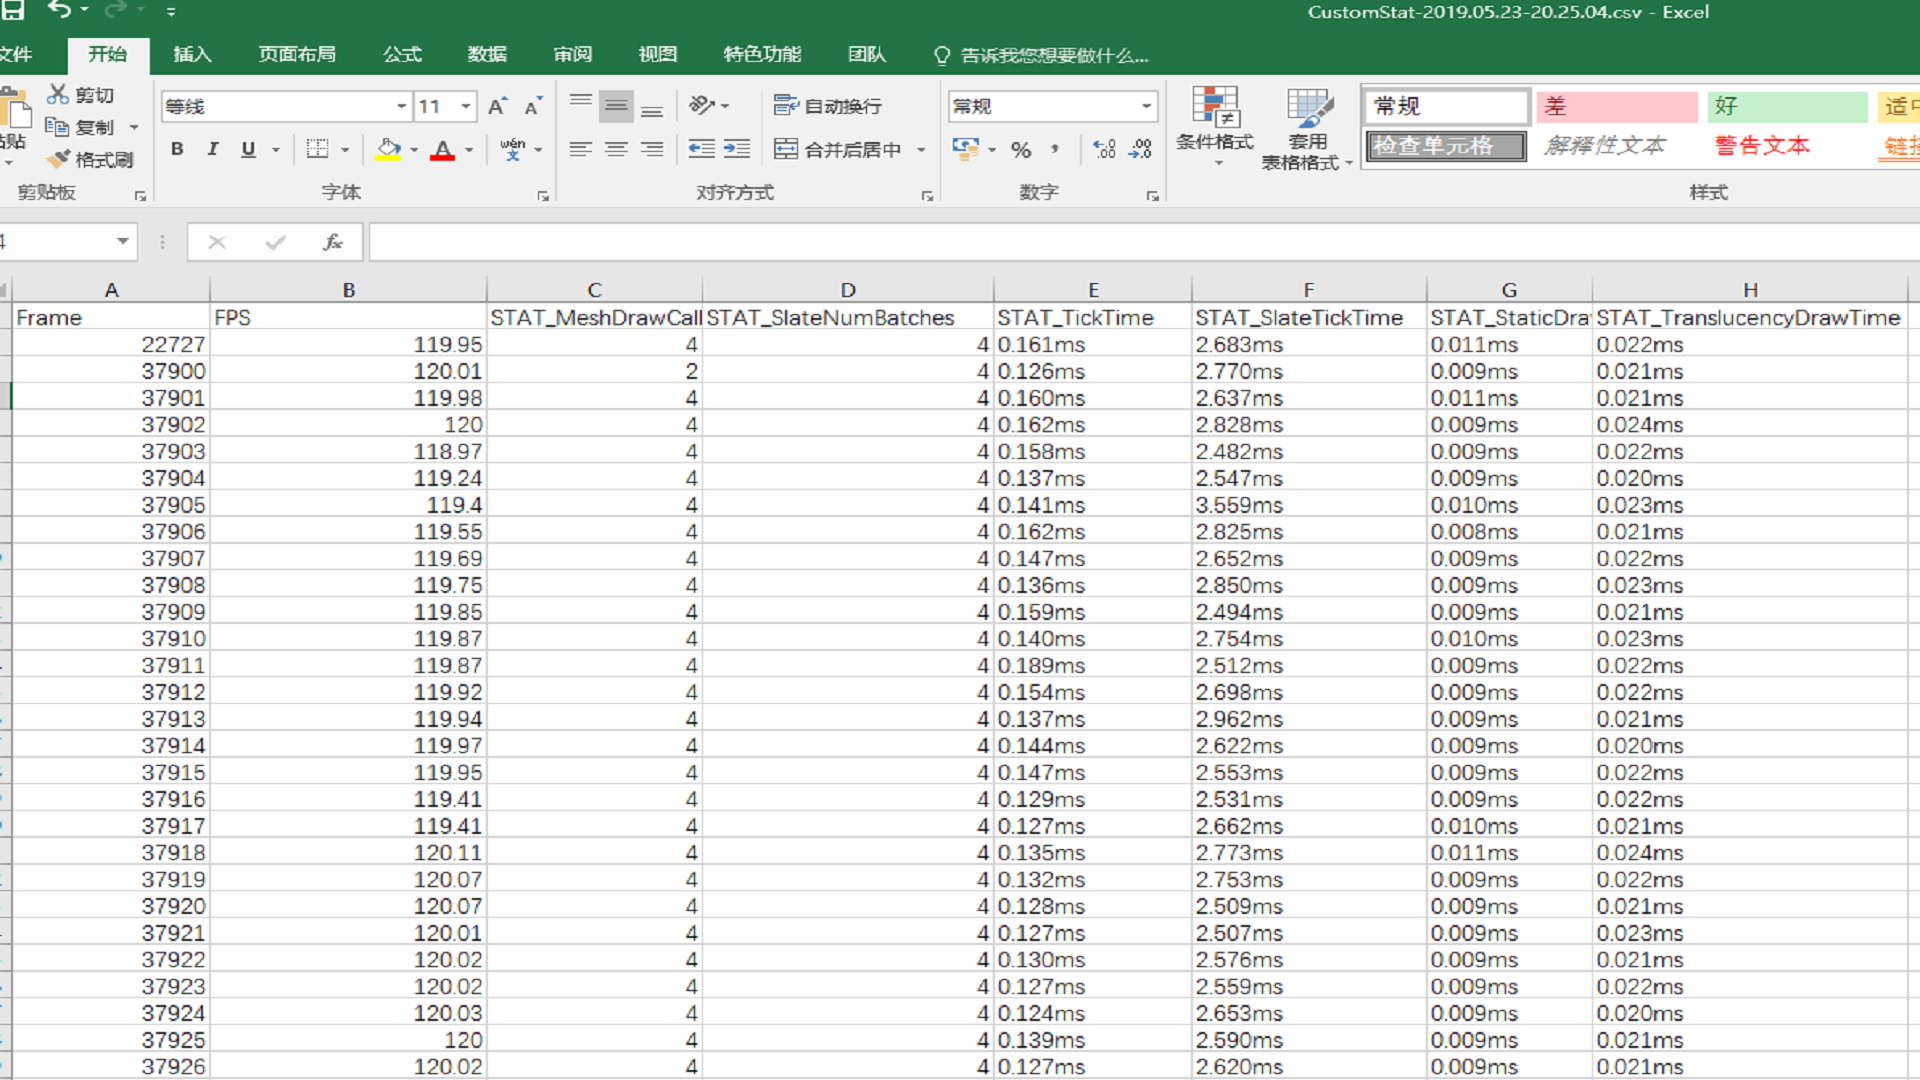 CustomStat-2019.05.23-20.25.04.csv - Excel
文件 开始 插入 页面布局 公式 数据 审阅 视图 特色功能 团队 告诉我您想要做什么...
剪切
复制
格式刷
剪贴板
等线 11
B I U wén 文
字体
自动换行
合并后居中
对齐方式
常规
% ,
数字
条件格式
套用
表格格式
常规 差 好 适中
检查单元格 解释性文本 警告文本 链接
样式
4 fx
A B C D E F G H
Frame FPS STAT_MeshDrawCall STAT_SlateNumBatches STAT_TickTime STAT_SlateTickTime STAT_StaticDra STAT_TranslucencyDrawTime
22727 119.95 4 4 0.161ms 2.683ms 0.011ms 0.022ms
37900 120.01 2 4 0.126ms 2.770ms 0.009ms 0.021ms
37901 119.98 4 4 0.160ms 2.637ms 0.011ms 0.021ms
37902 120 4 4 0.162ms 2.828ms 0.009ms 0.024ms
37903 118.97 4 4 0.158ms 2.482ms 0.009ms 0.022ms
37904 119.24 4 4 0.137ms 2.547ms 0.009ms 0.020ms
37905 119.4 4 4 0.141ms 3.559ms 0.010ms 0.023ms
37906 119.55 4 4 0.162ms 2.825ms 0.008ms 0.021ms
37907 119.69 4 4 0.147ms 2.652ms 0.009ms 0.022ms
37908 119.75 4 4 0.136ms 2.850ms 0.009ms 0.023ms
37909 119.85 4 4 0.159ms 2.494ms 0.009ms 0.021ms
37910 119.87 4 4 0.140ms 2.754ms 0.010ms 0.023ms
37911 119.87 4 4 0.189ms 2.512ms 0.009ms 0.022ms
37912 119.92 4 4 0.154ms 2.698ms 0.009ms 0.022ms
37913 119.94 4 4 0.137ms 2.962ms 0.009ms 0.021ms
37914 119.97 4 4 0.144ms 2.622ms 0.009ms 0.020ms
37915 119.95 4 4 0.147ms 2.553ms 0.009ms 0.022ms
37916 119.41 4 4 0.129ms 2.531ms 0.009ms 0.022ms
37917 119.41 4 4 0.127ms 2.662ms 0.010ms 0.021ms
37918 120.11 4 4 0.135ms 2.773ms 0.011ms 0.024ms
37919 120.07 4 4 0.132ms 2.753ms 0.009ms 0.022ms
37920 120.07 4 4 0.128ms 2.509ms 0.009ms 0.021ms
37921 120.01 4 4 0.127ms 2.507ms 0.009ms 0.023ms
37922 120.02 4 4 0.130ms 2.576ms 0.009ms 0.021ms
37923 120.02 4 4 0.127ms 2.559ms 0.009ms 0.022ms
37924 120.03 4 4 0.124ms 2.653ms 0.009ms 0.020ms
37925 120 4 4 0.139ms 2.590ms 0.009ms 0.021ms
37926 120.02 4 4 0.127ms 2.620ms 0.009ms 0.021ms